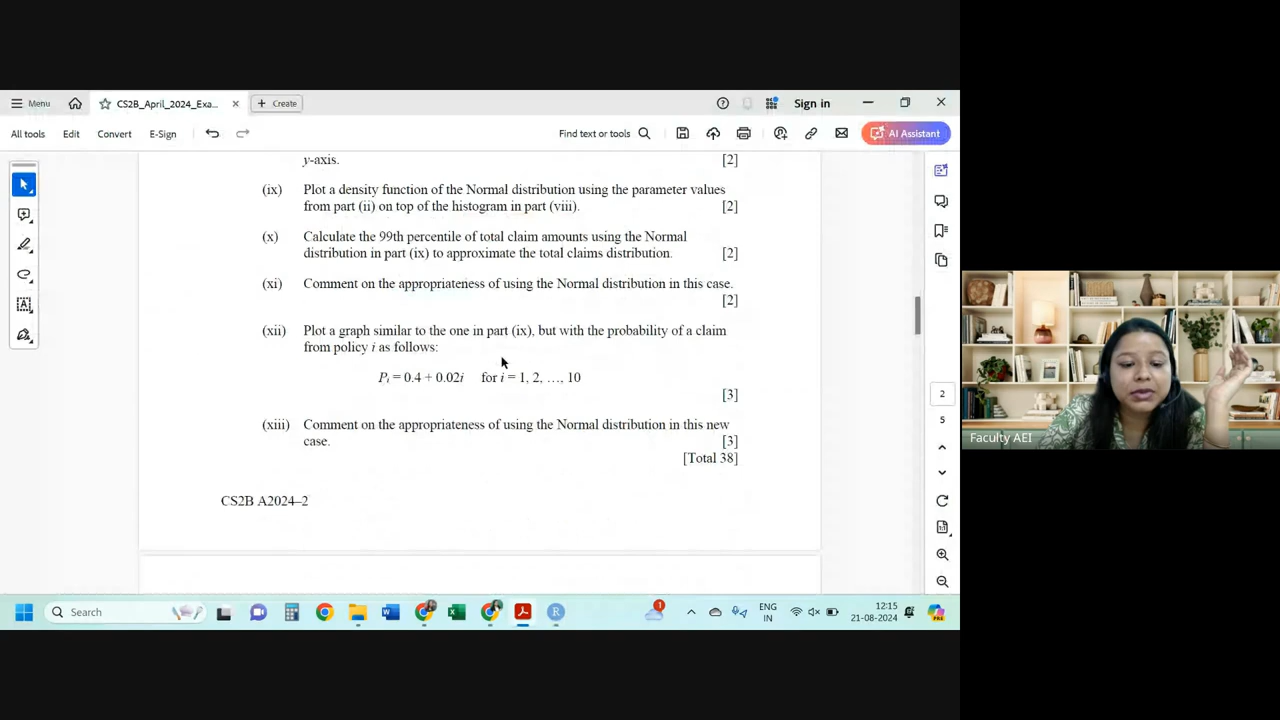 Menu
CS2B_April_2024_Exa...
Create
Sign in
All tools
Edit
Convert
E-Sign
Find text or tools
AI Assistant
y-axis.
[2]
(ix) Plot a density function of the Normal distribution using the parameter values
from part (ii) on top of the histogram in part (viii). [2]
(x) Calculate the 99th percentile of total claim amounts using the Normal
distribution in part (ix) to approximate the total claims distribution. [2]
(xi) Comment on the appropriateness of using the Normal distribution in this case.
[2]
(xii) Plot a graph similar to the one in part (ix), but with the probability of a claim
from policy i as follows:
Pi = 0.4 + 0.02i for i = 1, 2, …, 10
[3]
(xiii) Comment on the appropriateness of using the Normal distribution in this new
case. [3]
[Total 38]
CS2B A2024–2
2
5
Faculty AEI
Search
1
ENG
IN
12:15
21-08-2024